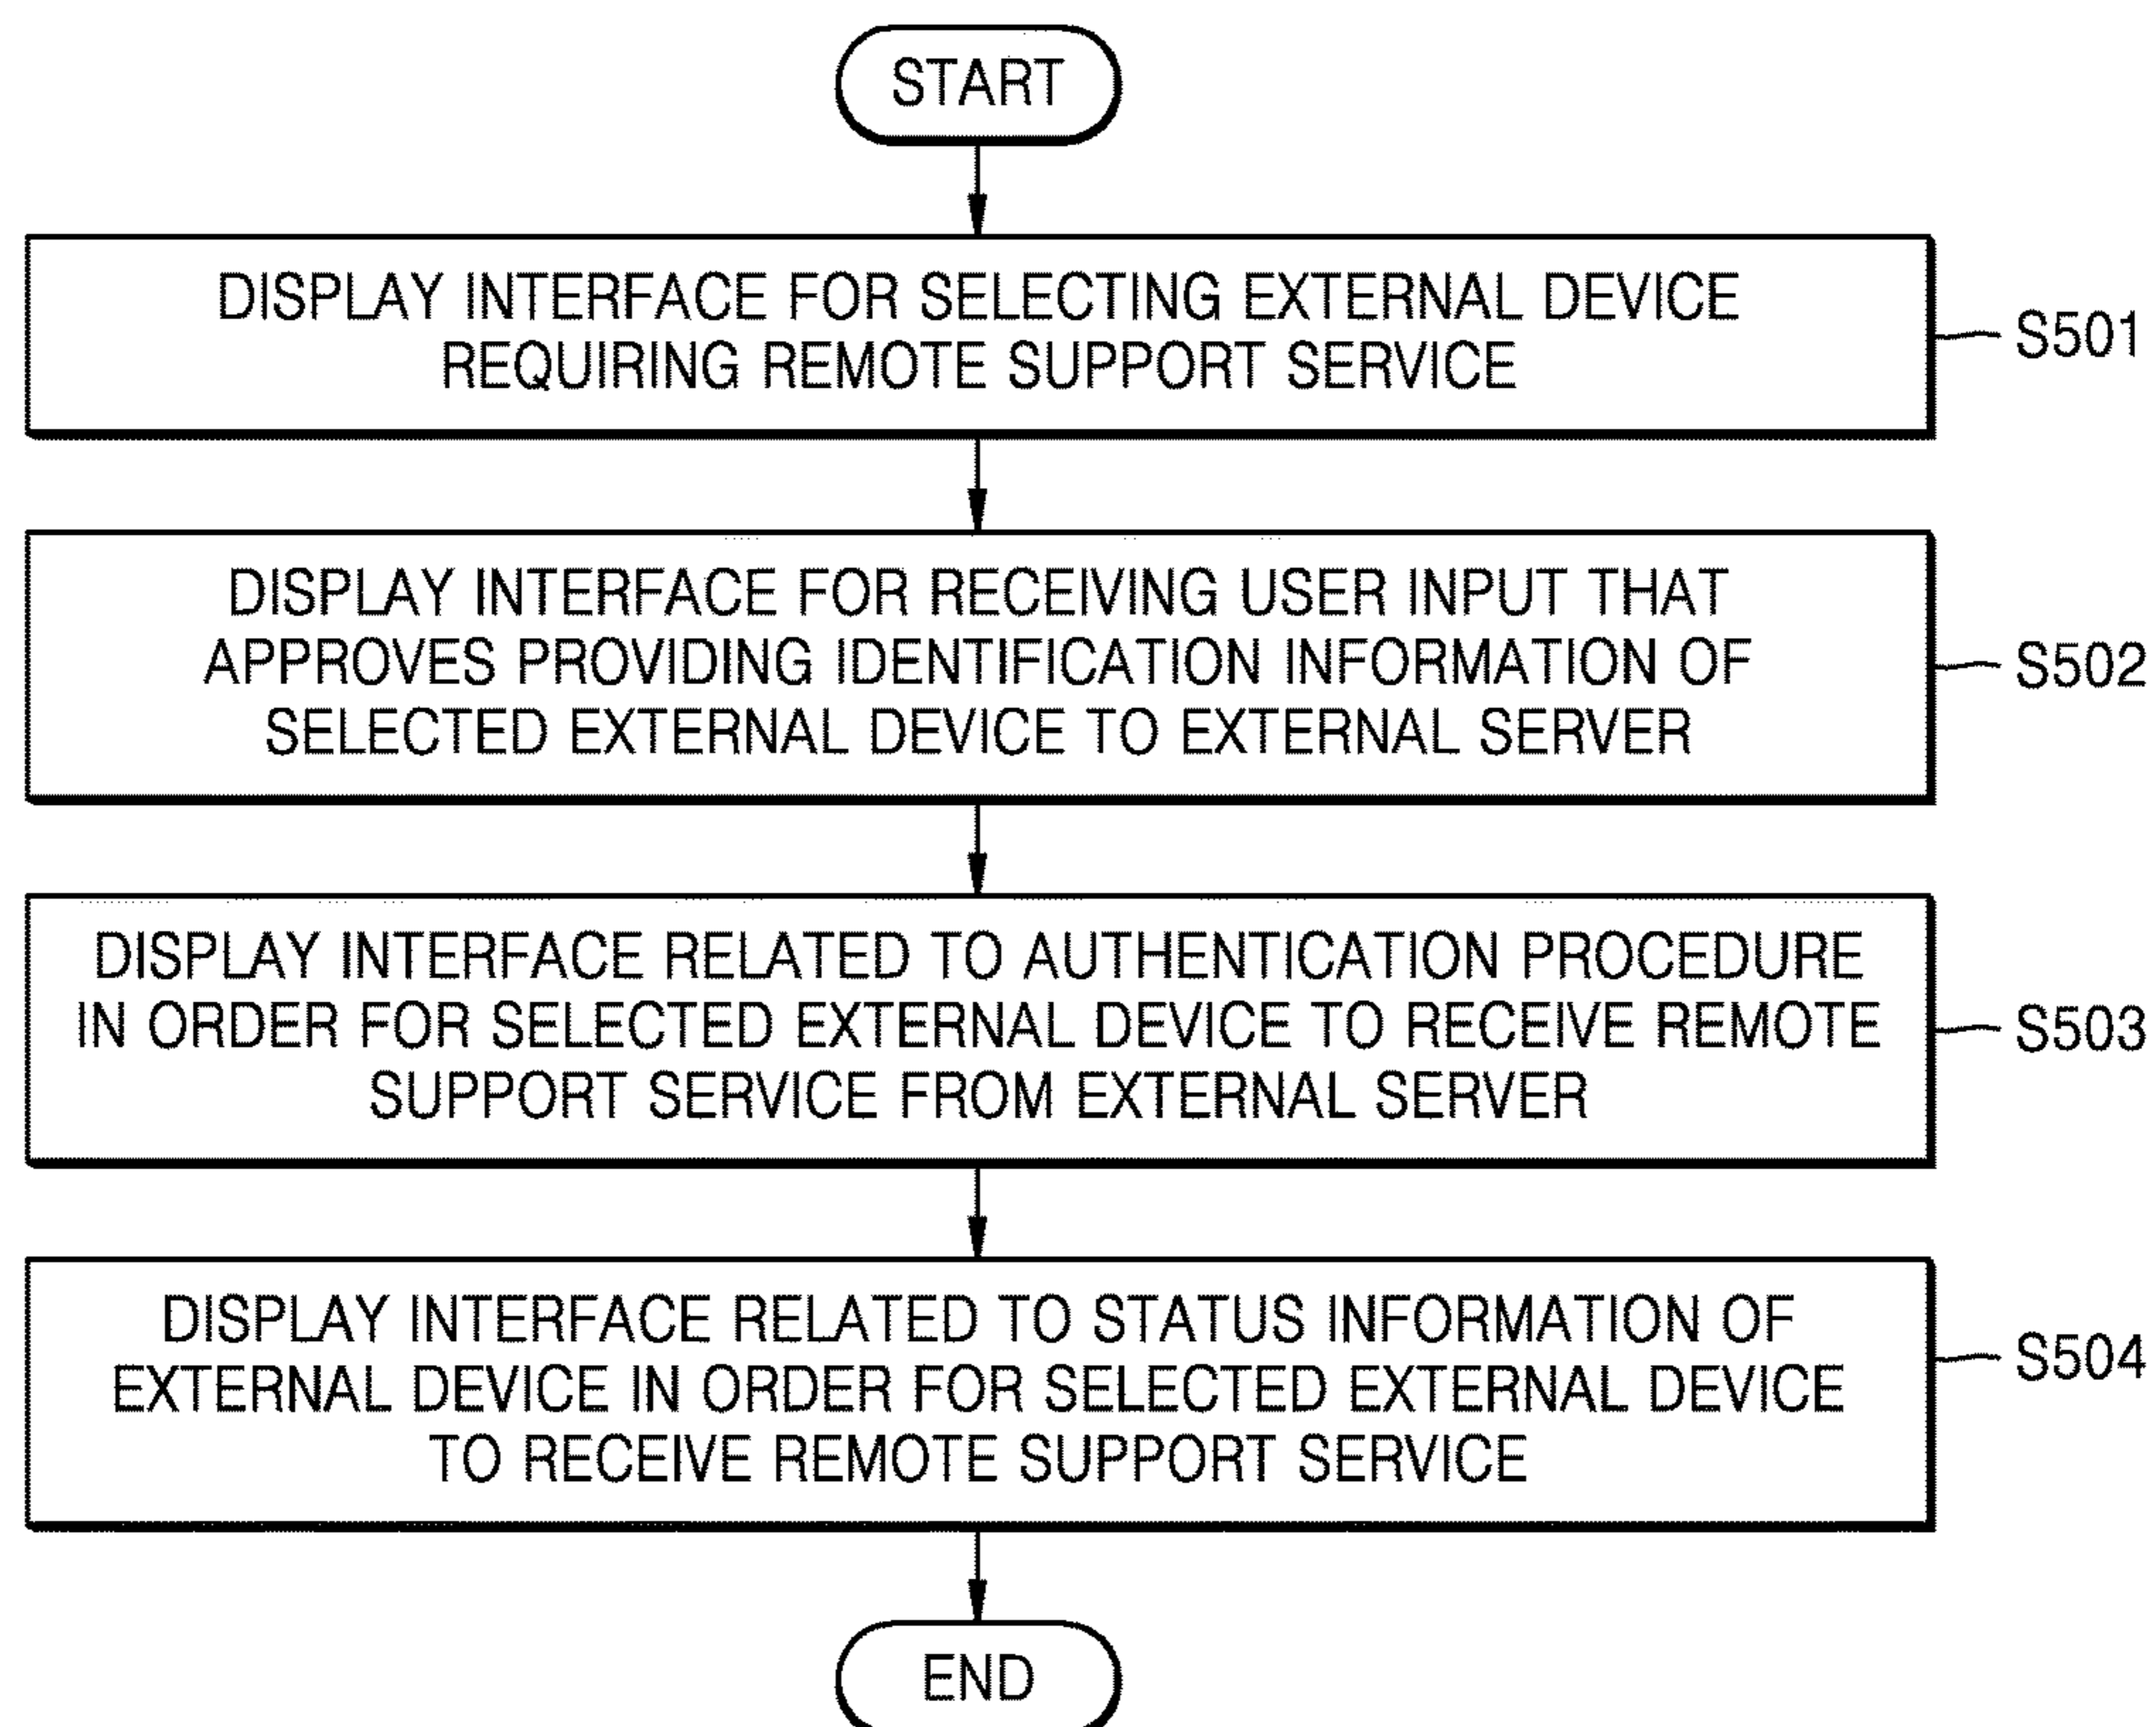 START
DISPLAY INTERFACE FOR SELECTING EXTERNAL DEVICE
REQUIRING REMOTE SUPPORT SERVICE
S501
DISPLAY INTERFACE FOR RECEIVING USER INPUT THAT
APPROVES PROVIDING IDENTIFICATION INFORMATION OF
SELECTED EXTERNAL DEVICE TO EXTERNAL SERVER
S502
DISPLAY INTERFACE RELATED TO AUTHENTICATION PROCEDURE
IN ORDER FOR SELECTED EXTERNAL DEVICE TO RECEIVE REMOTE
SUPPORT SERVICE FROM EXTERNAL SERVER
S503
DISPLAY INTERFACE RELATED TO STATUS INFORMATION OF
EXTERNAL DEVICE IN ORDER FOR SELECTED EXTERNAL DEVICE
TO RECEIVE REMOTE SUPPORT SERVICE
S504
END